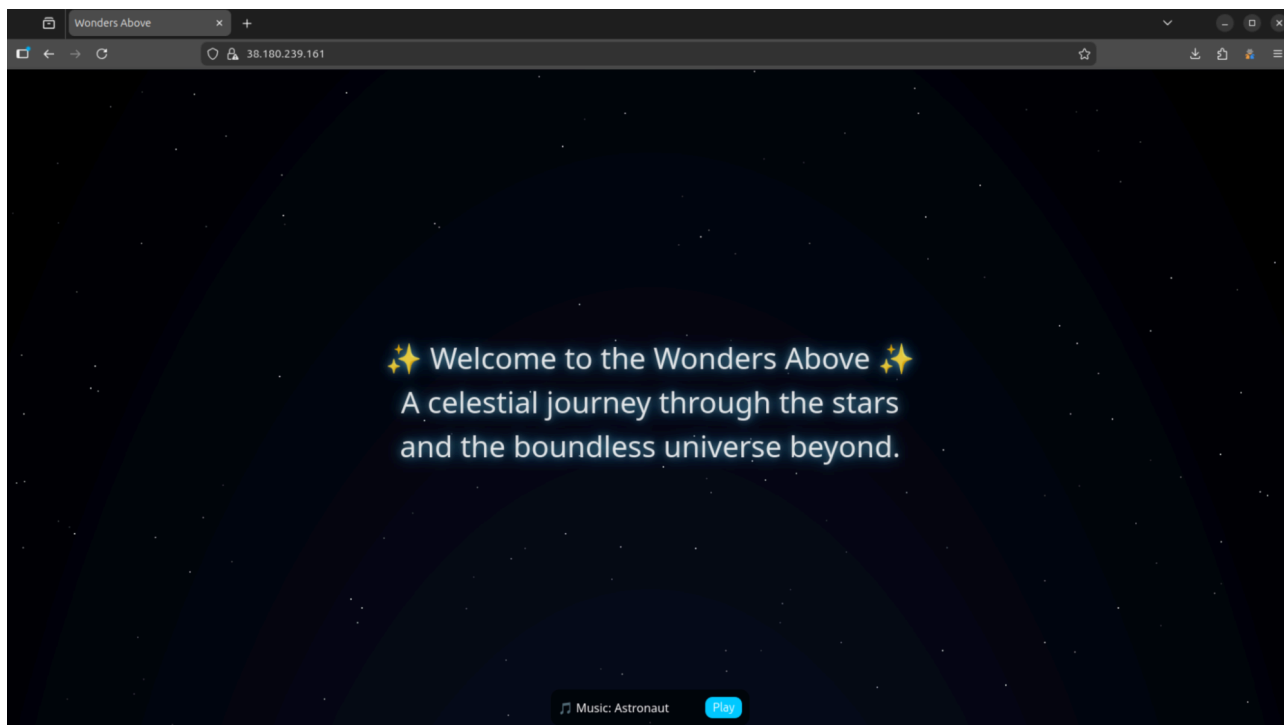 Wonders Above
38.180.239.161
✨ Welcome to the Wonders Above ✨
A celestial journey through the stars
and the boundless universe beyond.
🎵 Music: Astronaut Play